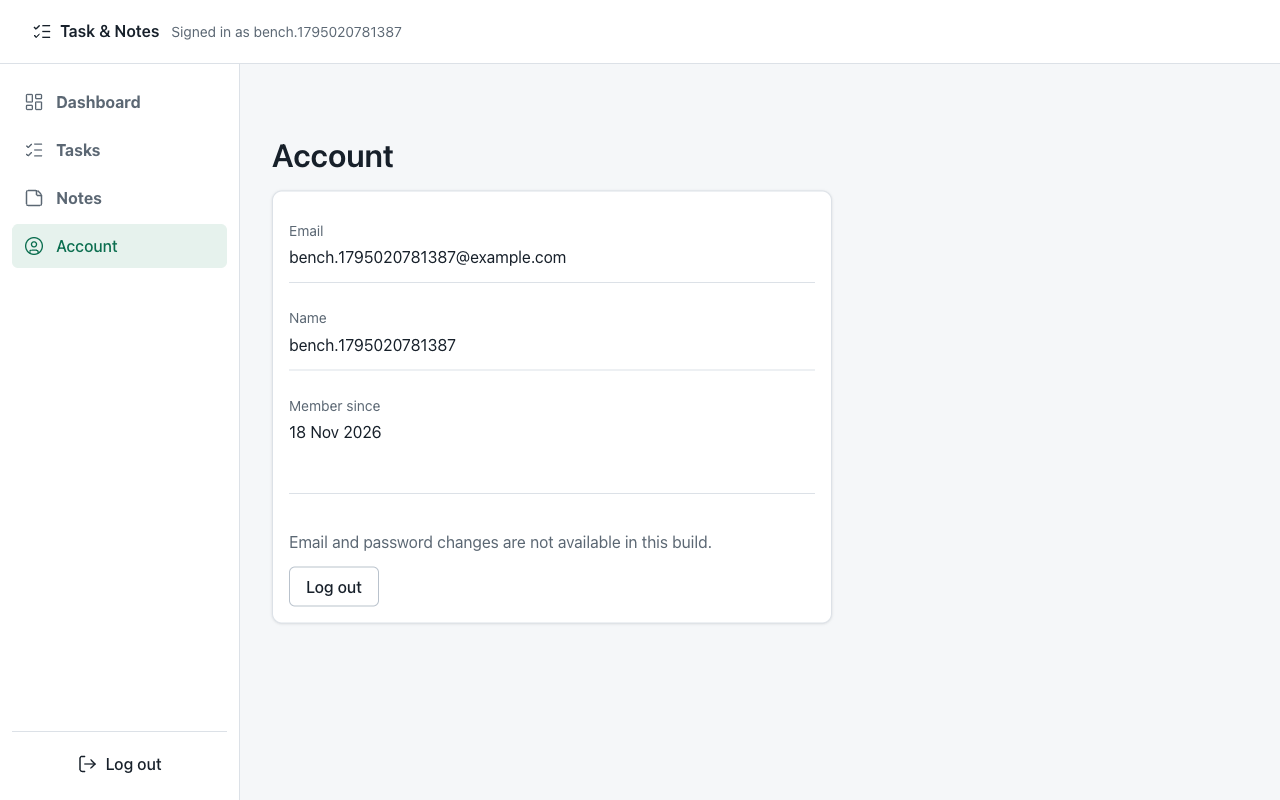 Task & Notes Signed in as bench.1795020781387
Dashboard
Tasks
Notes
Account
Account
Email
bench.1795020781387@example.com
Name
bench.1795020781387
Member since
18 Nov 2026
Email and password changes are not available in this build.
Log out
Log out